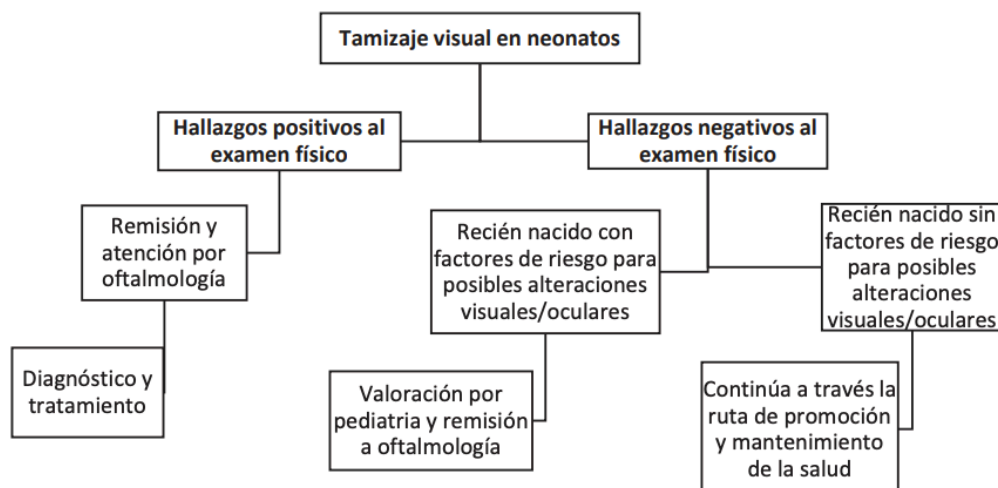 Tamizaje visual en neonatos
Hallazgos positivos al
examen físico
Hallazgos negativos al
examen físico
Remisión y
atención por
oftalmología
Recién nacido con
factores de riesgo para
posibles alteraciones
visuales/oculares
Recién nacido sin
factores de riesgo
para posibles
alteraciones
visuales/oculares
Diagnóstico y
tratamiento
Valoración por
pediatria y remisión
a oftalmología
Continúa a través la
ruta de promoción
y mantenimiento
de la salud